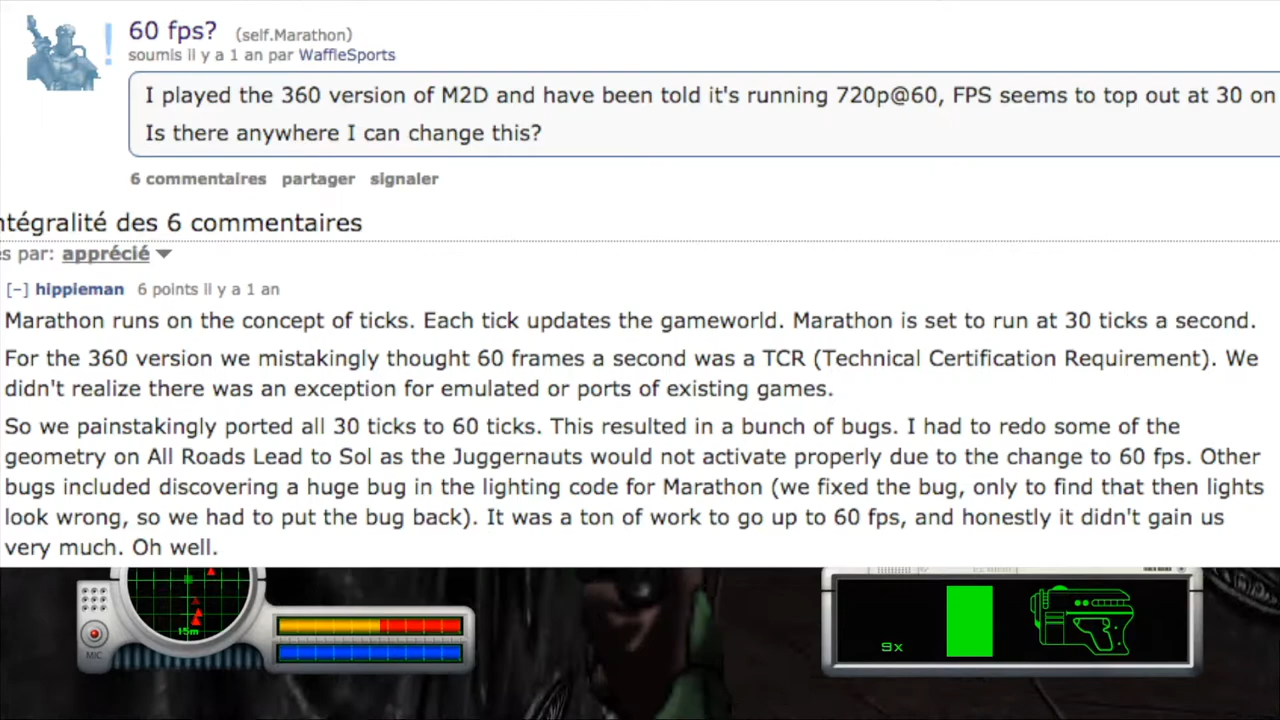 60 fps? (self.Marathon)
soumis il y a 1 an par WaffleSports
I played the 360 version of M2D and have been told it's running 720p@60, FPS seems to top out at 30 on
Is there anywhere I can change this?
6 commentaires partager signaler
ntégralité des 6 commentaires
s par: apprécié
[–] hippieman 6 points il y a 1 an
Marathon runs on the concept of ticks. Each tick updates the gameworld. Marathon is set to run at 30 ticks a second.
For the 360 version we mistakingly thought 60 frames a second was a TCR (Technical Certification Requirement). We
didn't realize there was an exception for emulated or ports of existing games.
So we painstakingly ported all 30 ticks to 60 ticks. This resulted in a bunch of bugs. I had to redo some of the
geometry on All Roads Lead to Sol as the Juggernauts would not activate properly due to the change to 60 fps. Other
bugs included discovering a huge bug in the lighting code for Marathon (we fixed the bug, only to find that then lights
look wrong, so we had to put the bug back). It was a ton of work to go up to 60 fps, and honestly it didn't gain us
very much. Oh well.
15m
MIC
9x